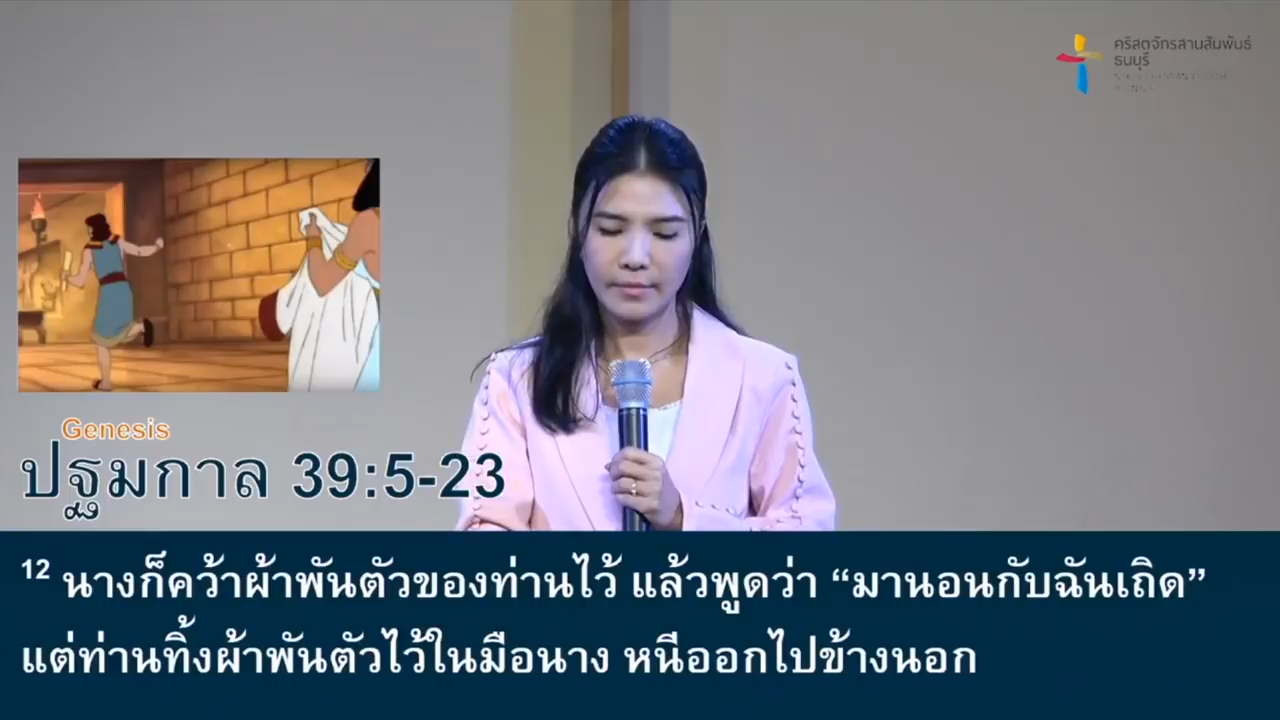 คริสตจักรสานสัมพันธ์
ธนบุรี
Genesis
ปฐมกาล 39:5-23
12 นางก็คว้าผ้าพันตัวของท่านไว้ แล้วพูดว่า “มานอนกับฉันเถิด”
แต่ท่านทิ้งผ้าพันตัวไว้ในมือนาง หนีออกไปข้างนอก